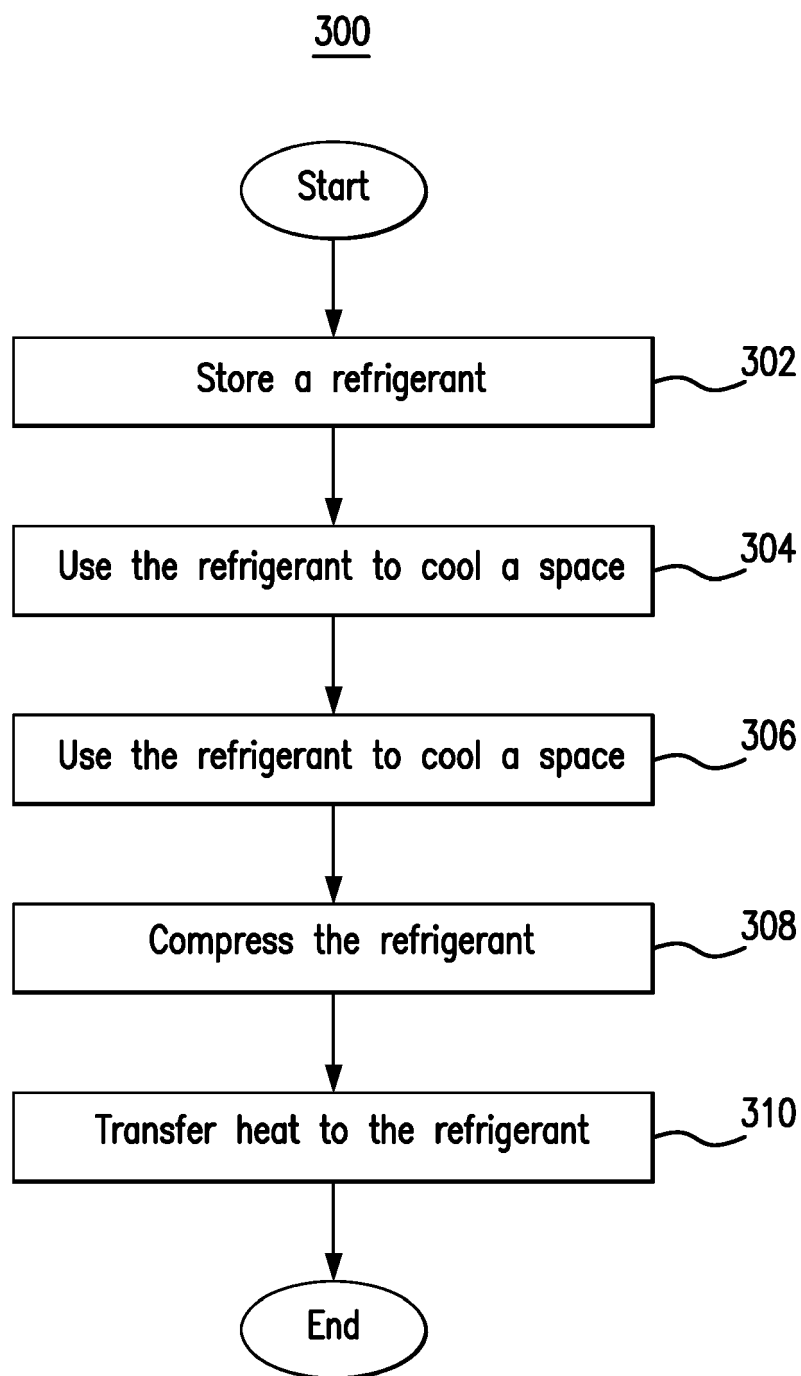 300
Start
Store a refrigerant
302
Use the refrigerant to cool a space
304
Use the refrigerant to cool a space
306
Compress the refrigerant
308
Transfer heat to the refrigerant
310
End